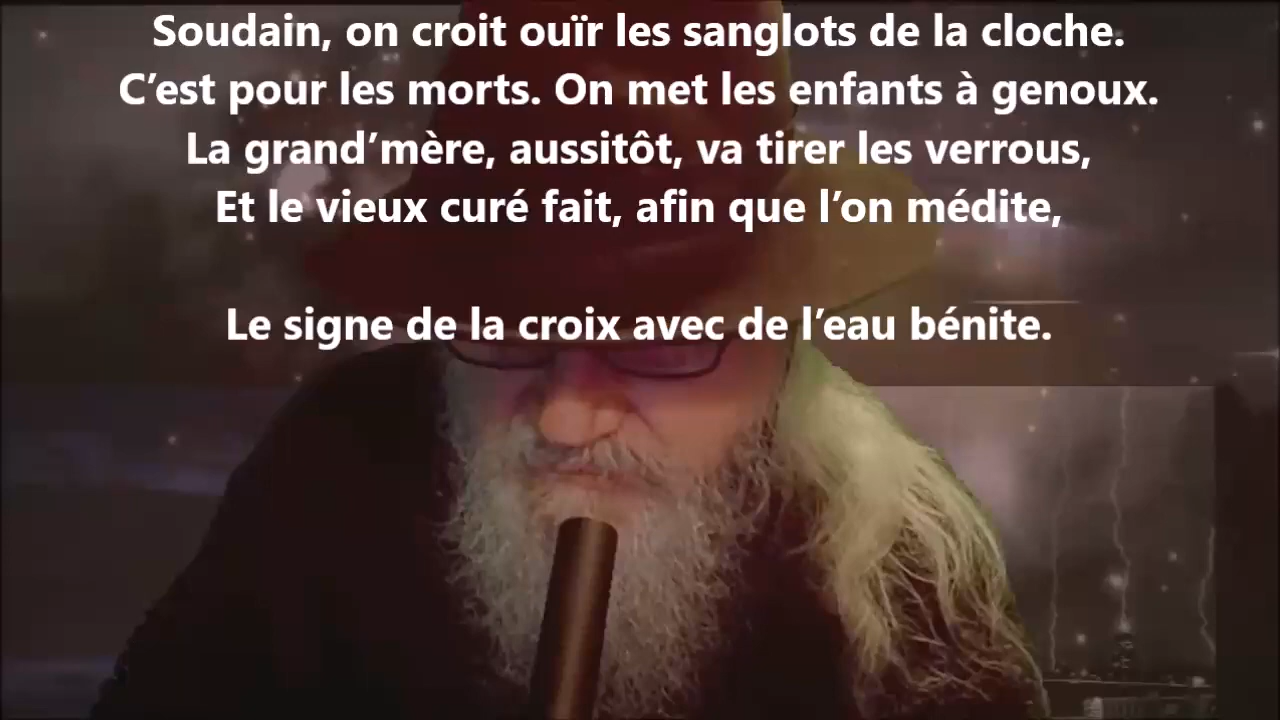 Soudain, on croit ouïr les sanglots de la cloche.
C’est pour les morts. On met les enfants à genoux.
La grand’mère, aussitôt, va tirer les verrous,
Et le vieux curé fait, afin que l’on médite,
Le signe de la croix avec de l’eau bénite.